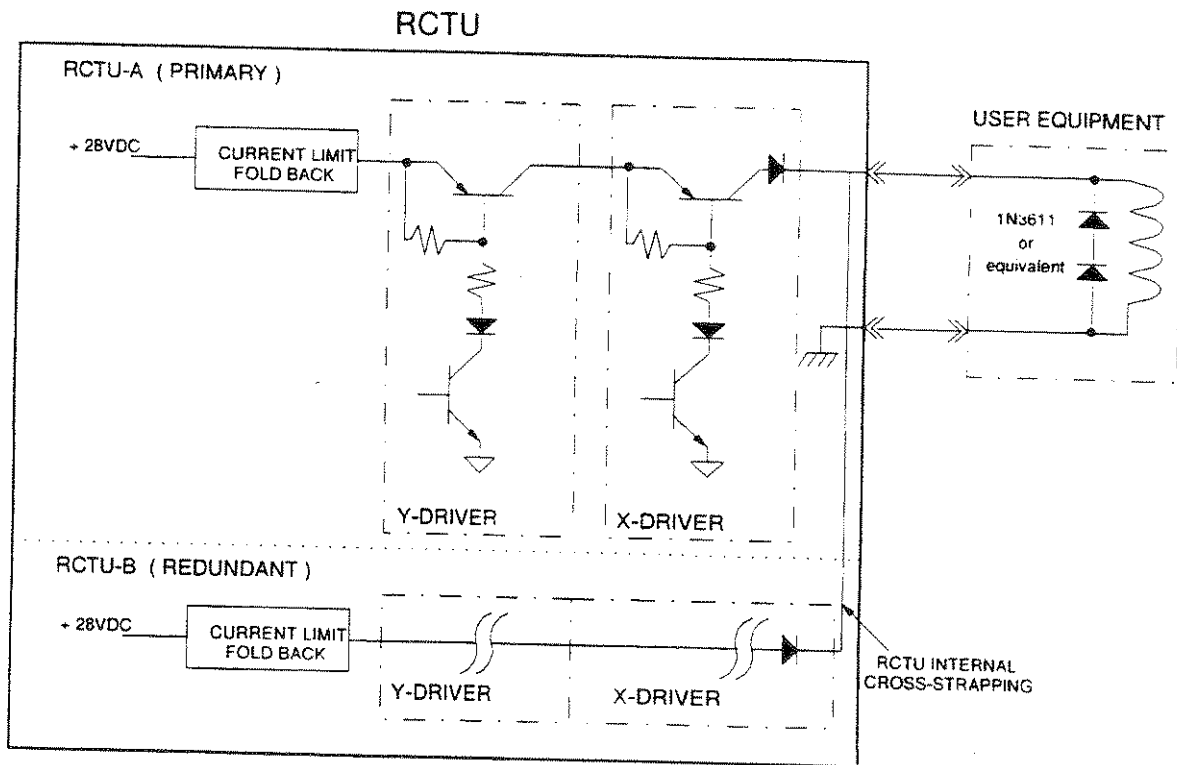 RCTU
RCTU-A ( PRIMARY )
+ 28VDC
CURRENT LIMIT
FOLD BACK
USER EQUIPMENT
1N3611
or
equivalent
Y-DRIVER
X-DRIVER
RCTU-B ( REDUNDANT )
+ 28VDC
CURRENT LIMIT
FOLD BACK
Y-DRIVER
X-DRIVER
RCTU INTERNAL
CROSS-STRAPPING